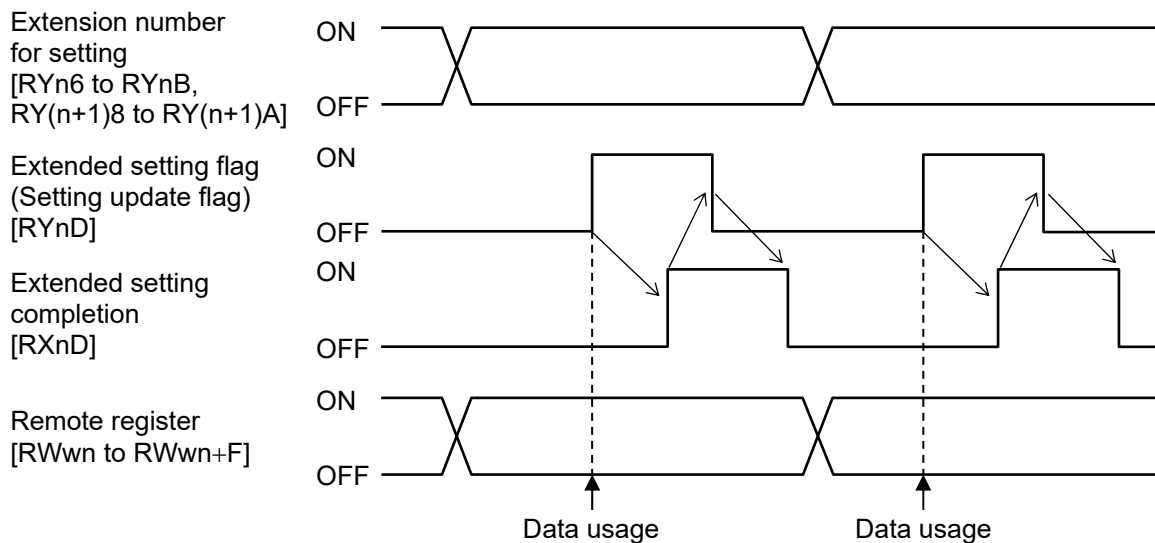 Extension number
for setting
[RYn6 to RYnB,
RY(n+1)8 to RY(n+1)A]
ON
OFF
Extended setting flag
(Setting update flag)
[RYnD]
ON
OFF
Extended setting
completion
[RXnD]
ON
OFF
Remote register
[RWwn to RWwn+F]
ON
OFF
Data usage
Data usage